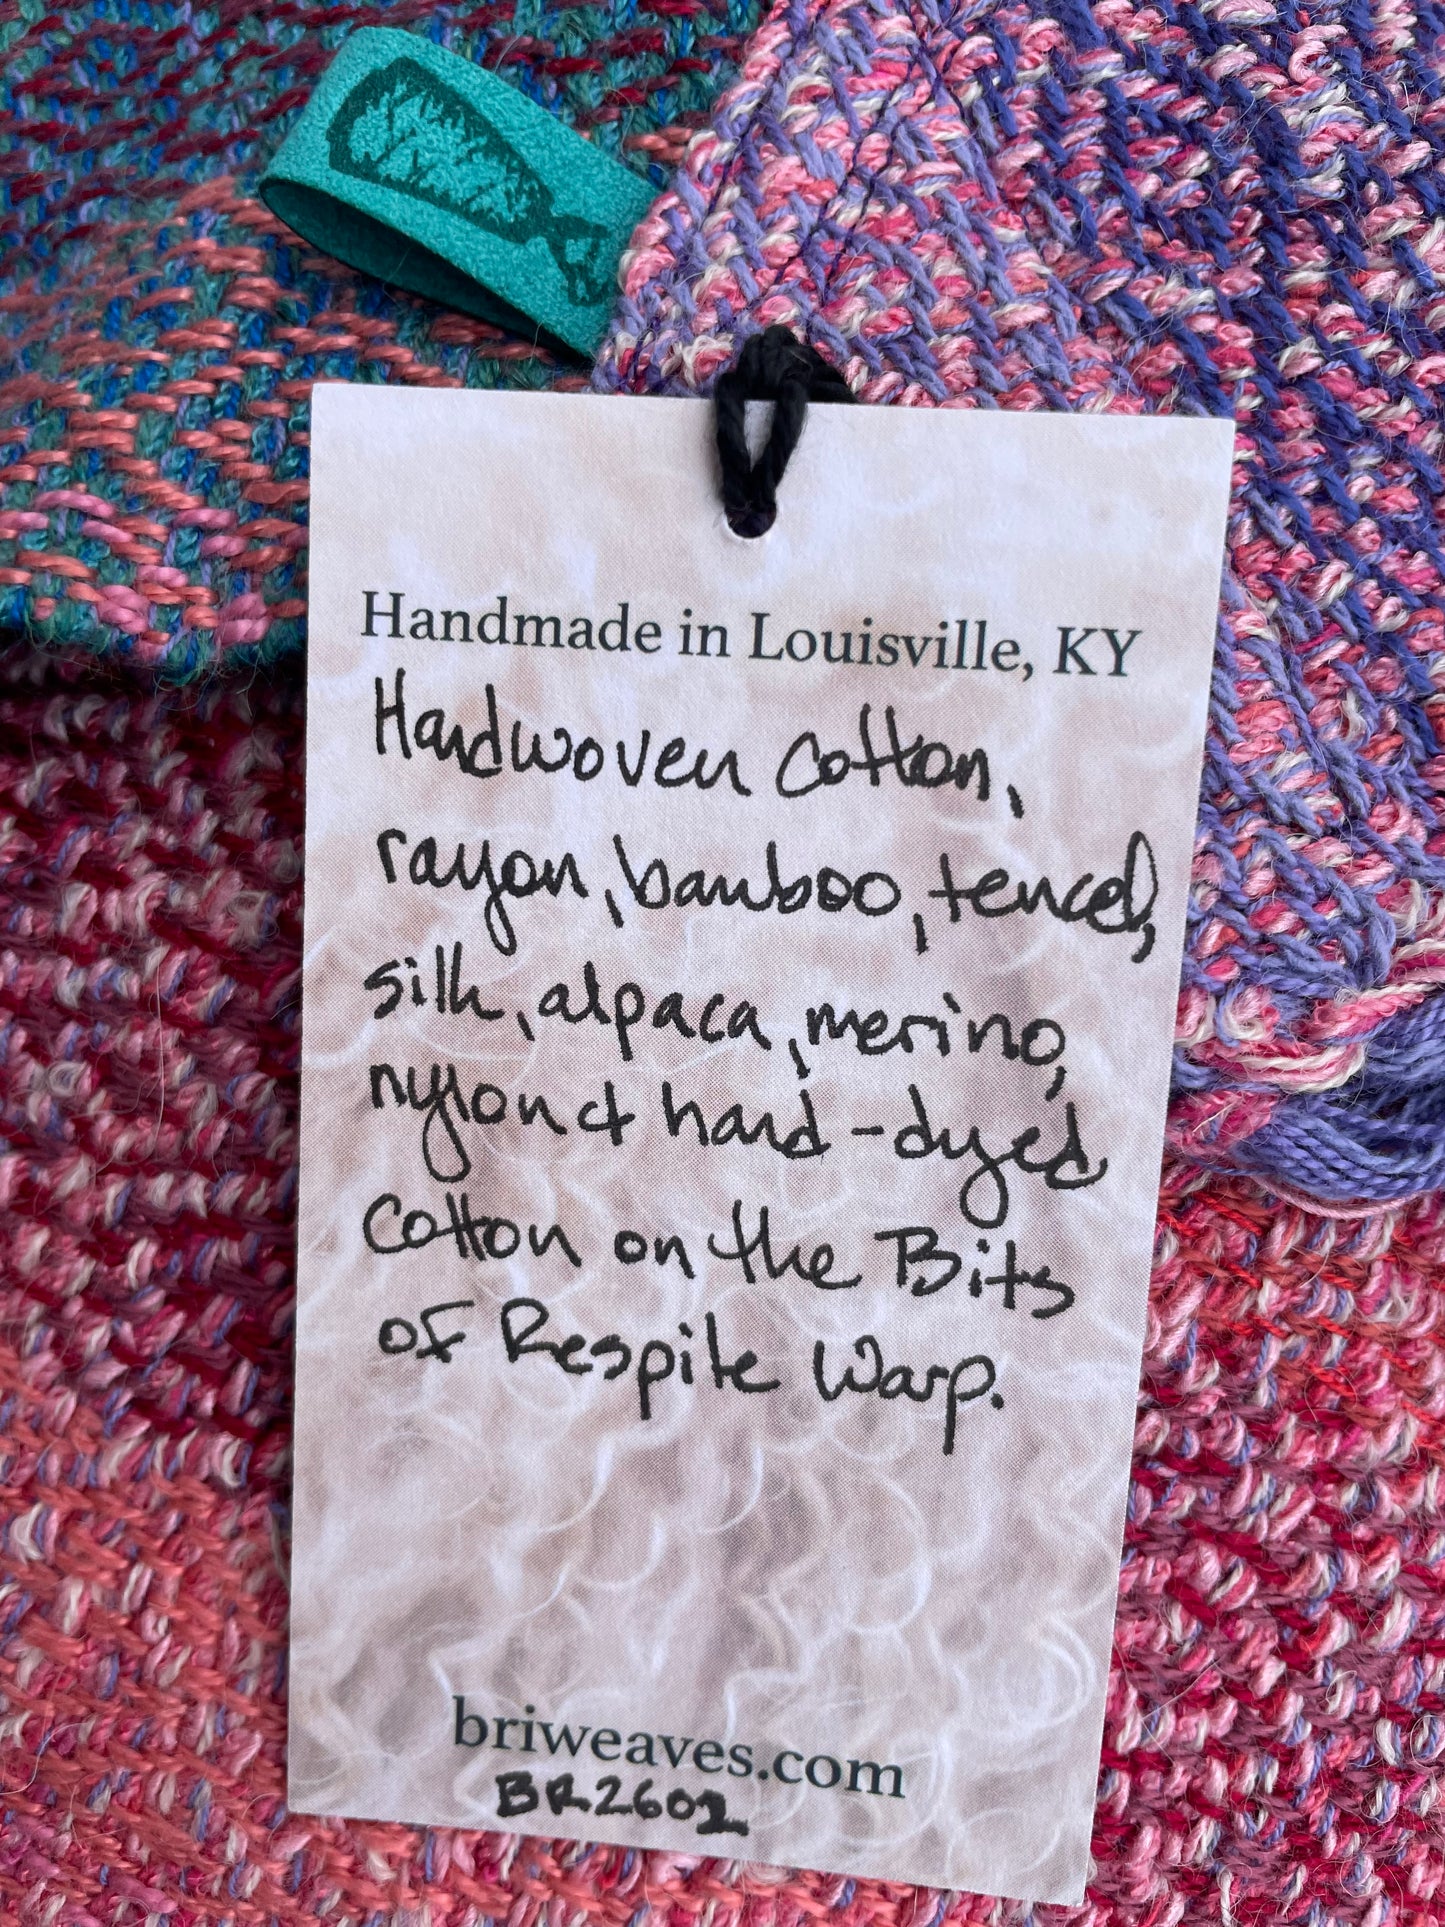 Handmade in Louisville, KY
Handwoven cotton,
rayon, bamboo, tencel,
silk, alpaca, merino,
nylon & hand-dyed
cotton on the Bits
of Respite Warp.
briweaves.com
BR2602